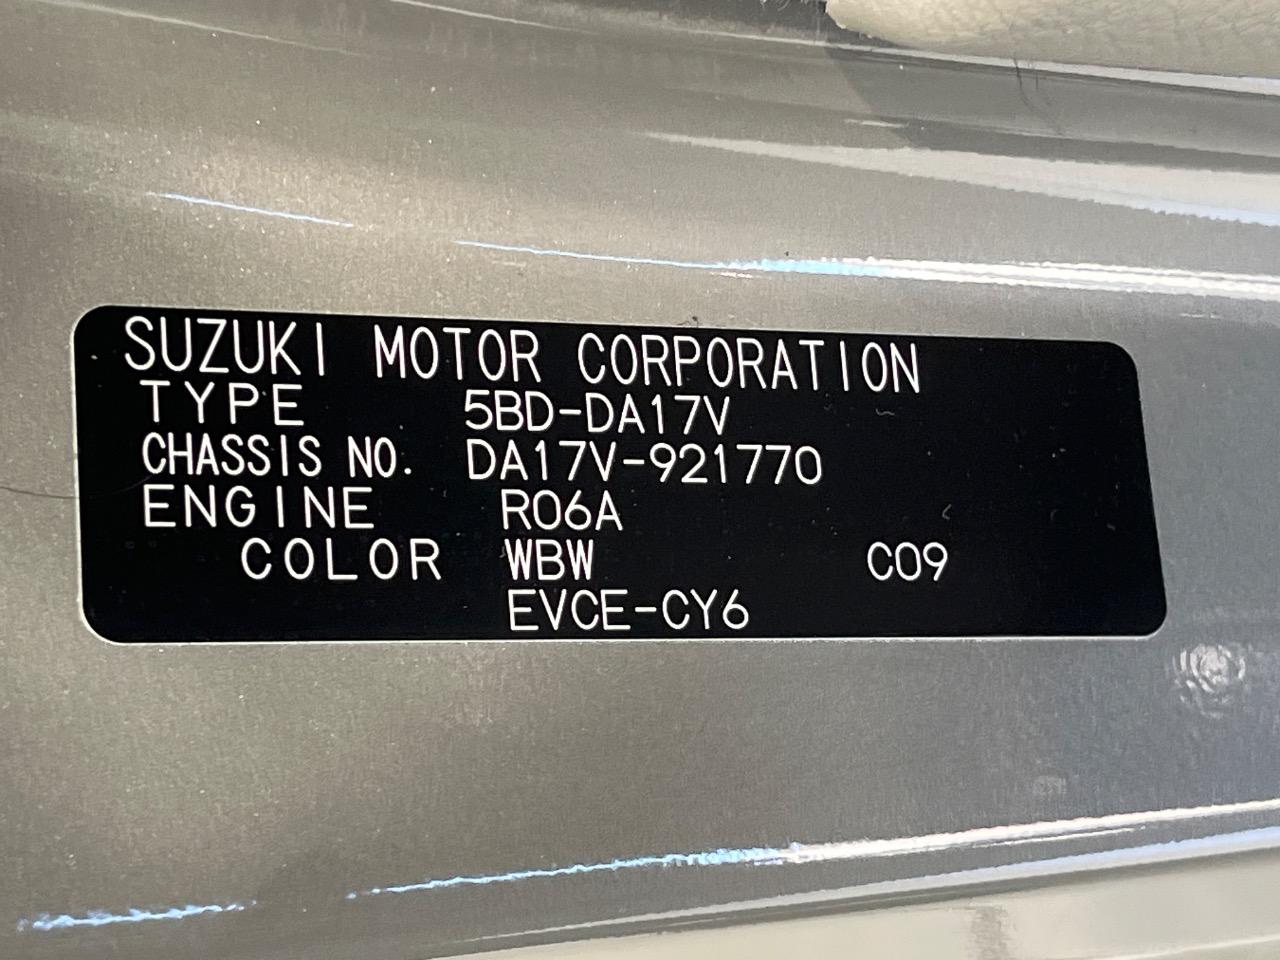 SUZUKI MOTOR CORPORATION
TYPE 5BD-DA17V
CHASSIS NO. DA17V-921770
ENGINE R06A
COLOR WBW C09
EVCE-CY6